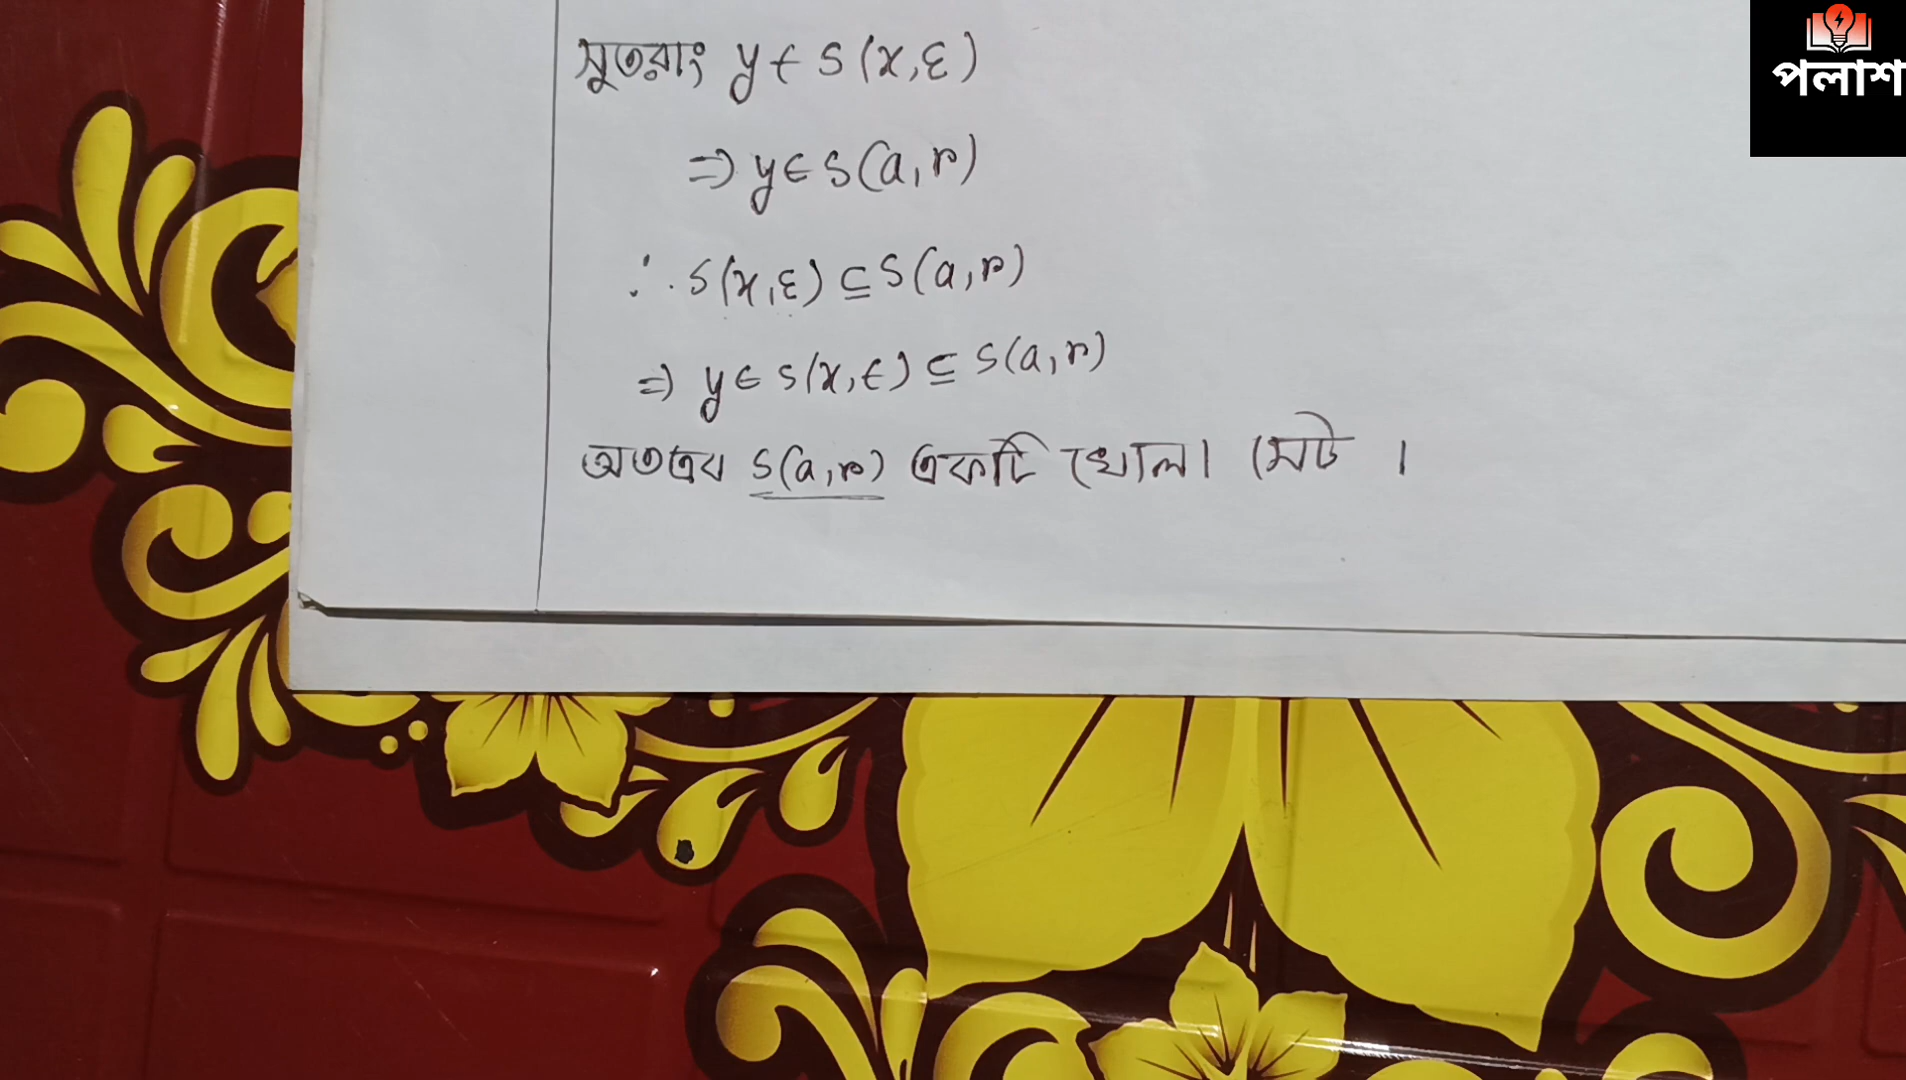 পলাশ
সুতরাং y ∈ S(x,ε)
⇒ y ∈ S(a,r)
∴ S(x,ε) ⊆ S(a,r)
⇒ y ∈ S(x,ε) ⊆ S(a,r)
অতএব S(a,r) একটি খোলা সেট ।